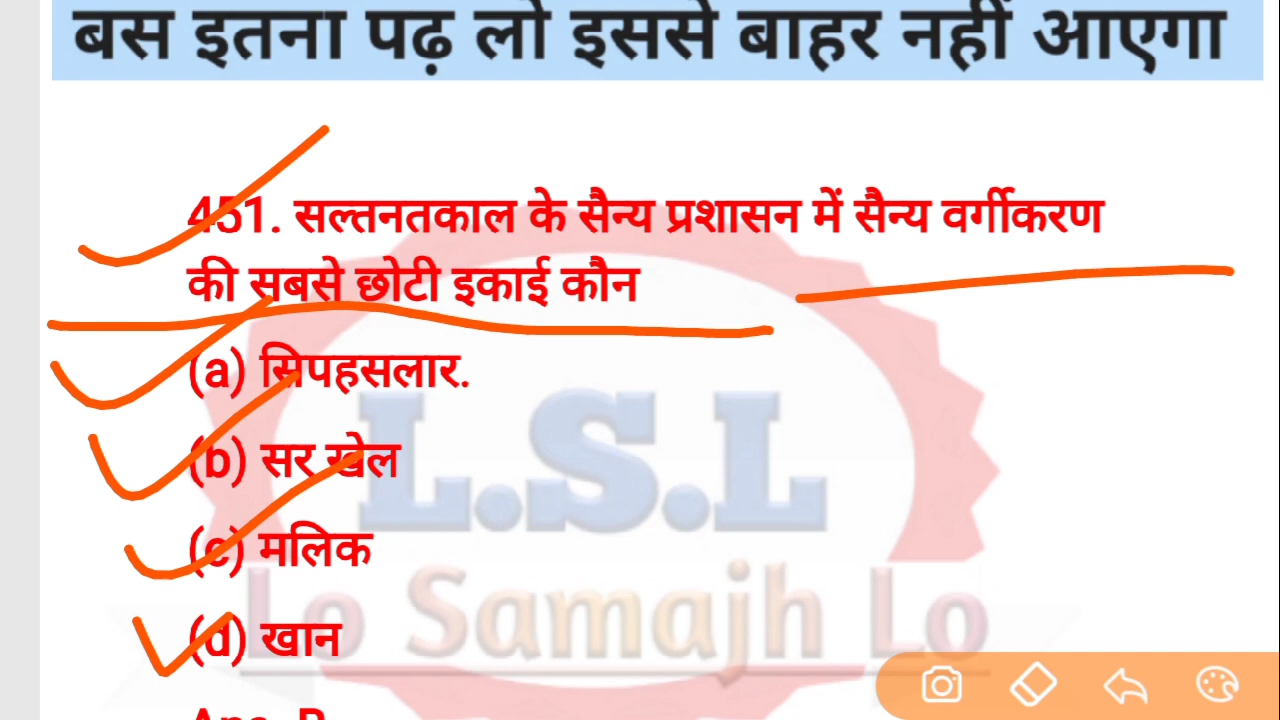 बस इतना पढ़ लो इससे बाहर नहीं आएगा
451. सल्तनतकाल के सैन्य प्रशासन में सैन्य वर्गीकरण
की सबसे छोटी इकाई कौन
(a) सिपहसलार.
(b) सर खेल
L.S.L
(c) मलिक
Lo Samajh Lo
(d) खान